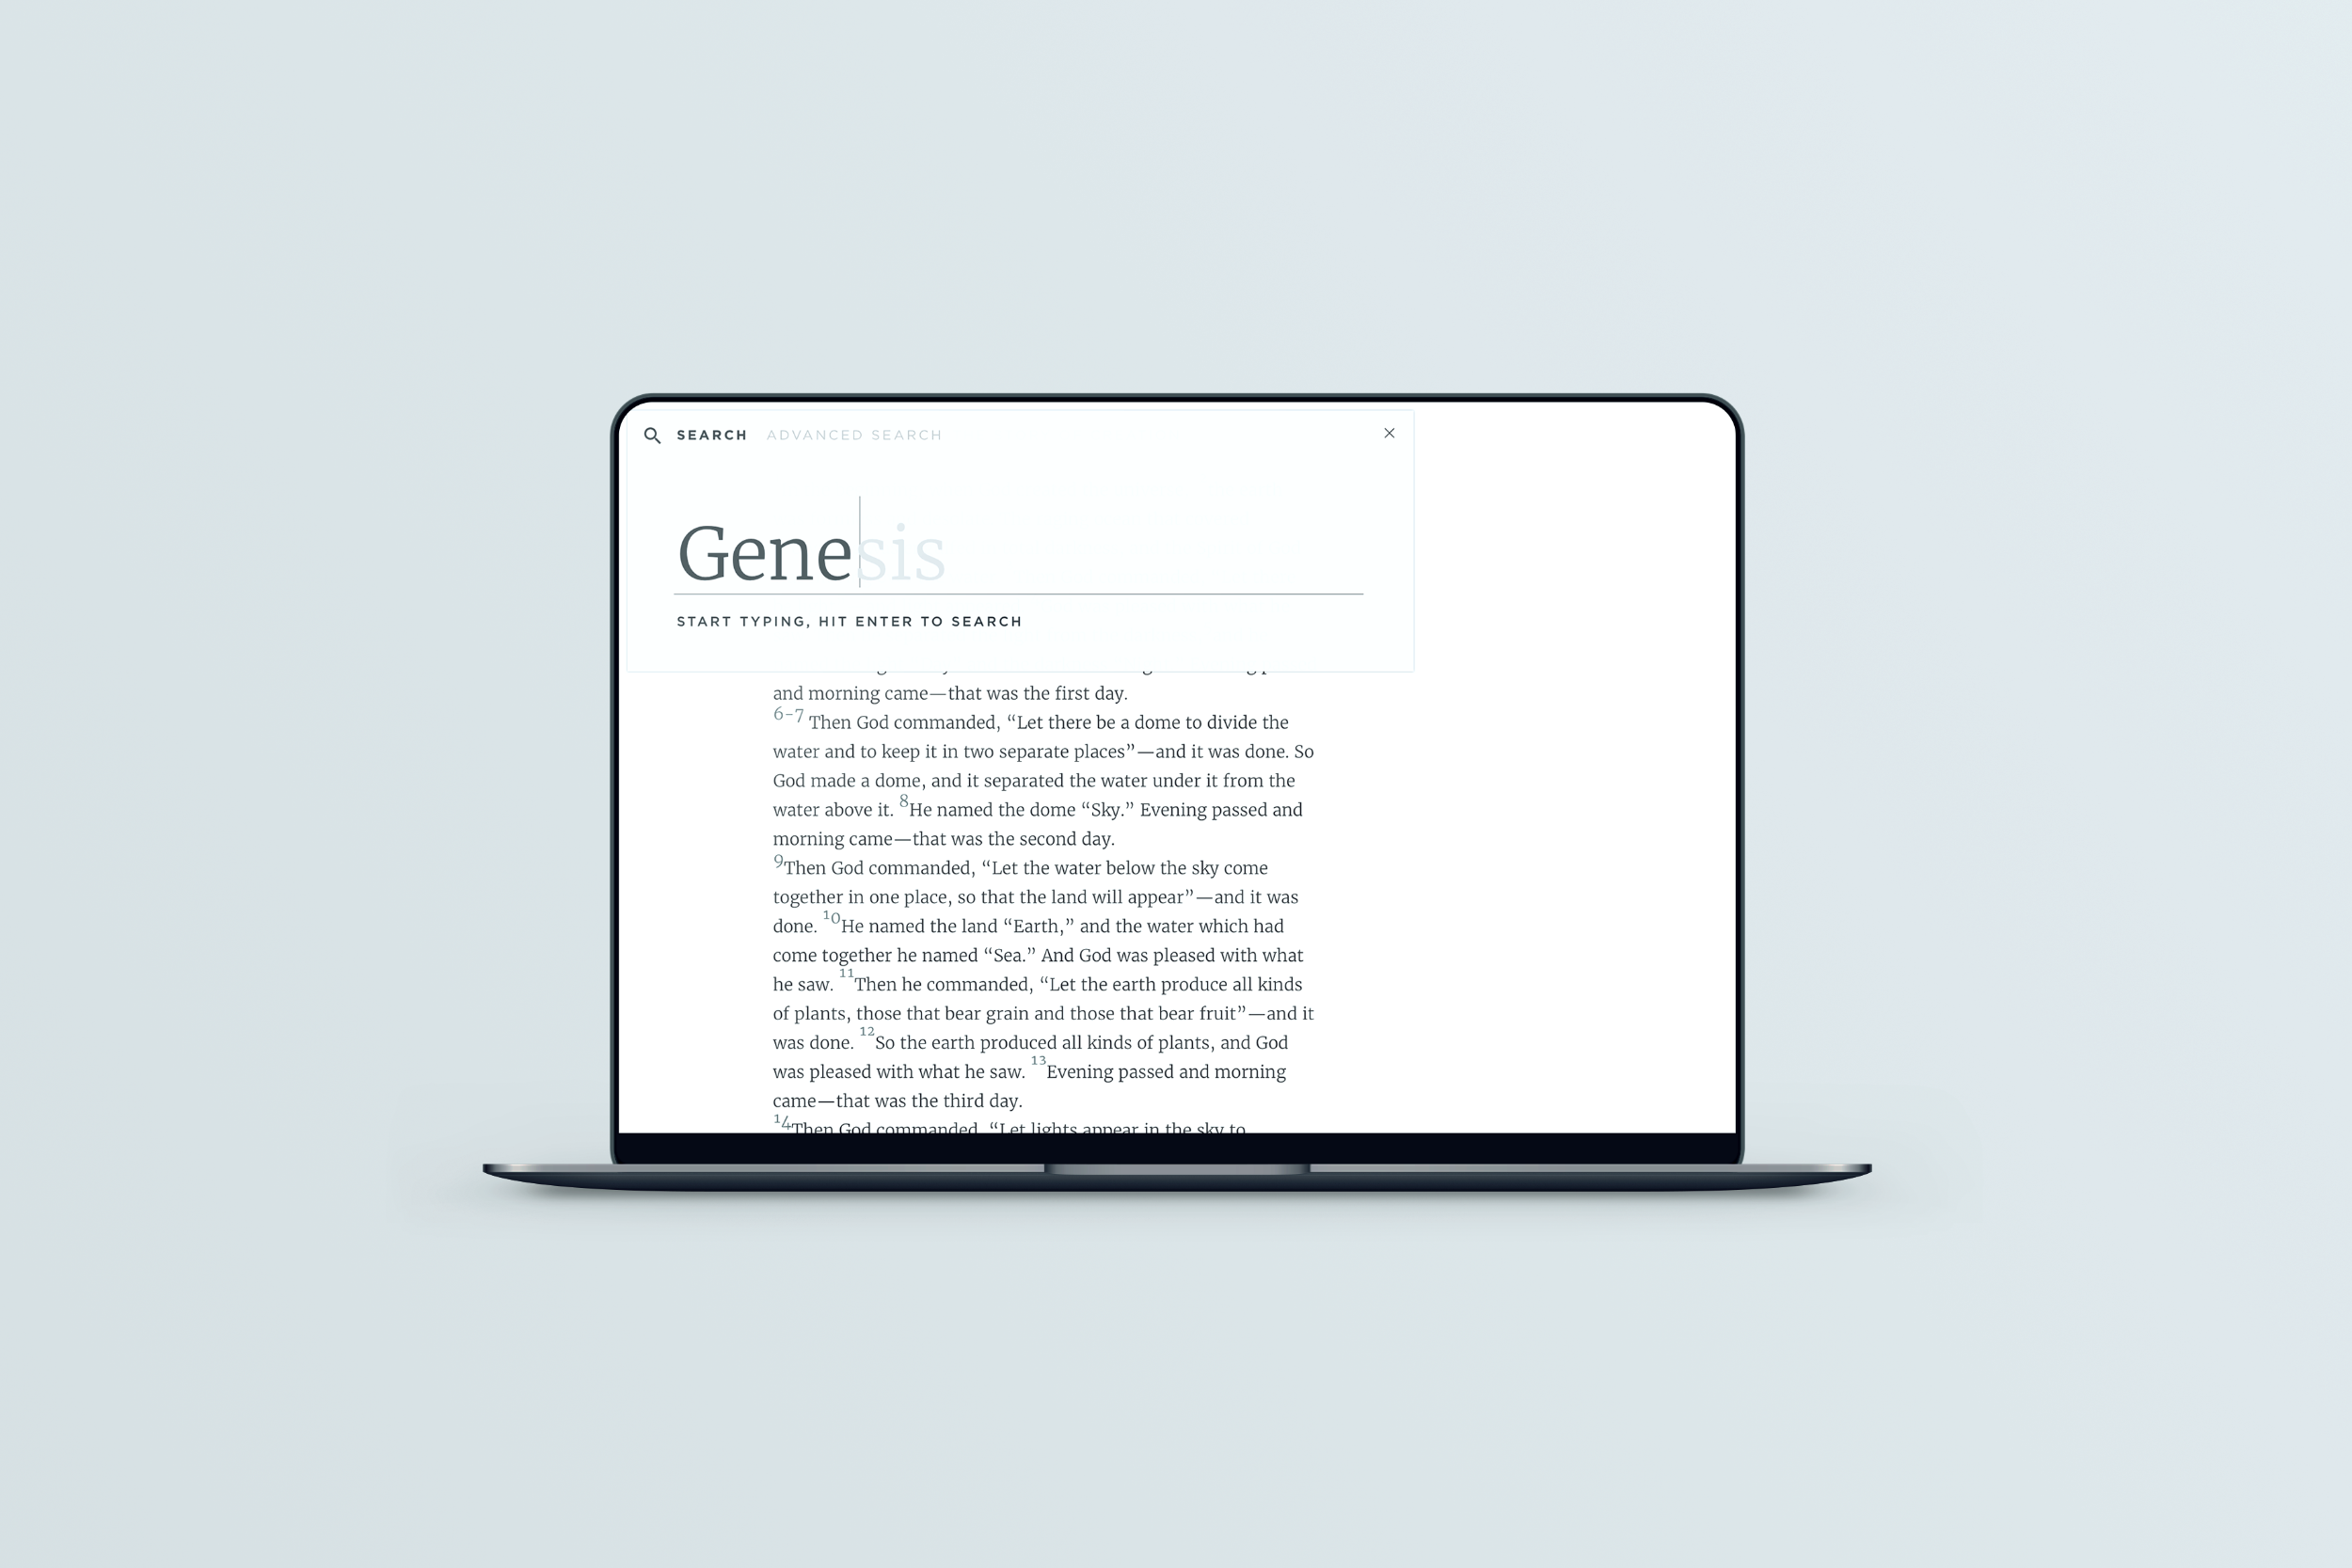 SEARCH ADVANCED SEARCH
Genesis
START TYPING, HIT ENTER TO SEARCH
and morning came—that was the first day.
6-7 Then God commanded, “Let there be a dome to divide the
water and to keep it in two separate places”—and it was done. So
God made a dome, and it separated the water under it from the
water above it. 8He named the dome “Sky.” Evening passed and
morning came—that was the second day.
9Then God commanded, “Let the water below the sky come
together in one place, so that the land will appear”—and it was
done. 10He named the land “Earth,” and the water which had
come together he named “Sea.” And God was pleased with what
he saw. 11Then he commanded, “Let the earth produce all kinds
of plants, those that bear grain and those that bear fruit”—and it
was done. 12So the earth produced all kinds of plants, and God
was pleased with what he saw. 13Evening passed and morning
came—that was the third day.
14Then God commanded, “Let lights appear in the sky to